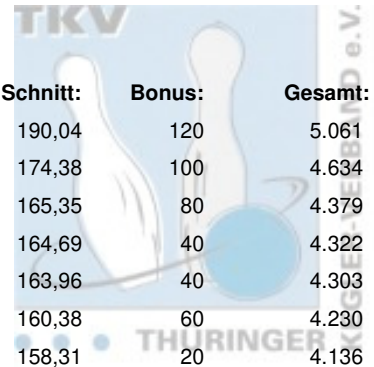 TKV
Schnitt: Bonus: Gesamt:
190,04 120 5.061
174,38 100 4.634
165,35 80 4.379
164,69 40 4.322
163,96 40 4.303
160,38 60 4.230
158,31 20 4.136
THÜRINGER
KEGLER-VERBAND e.V.